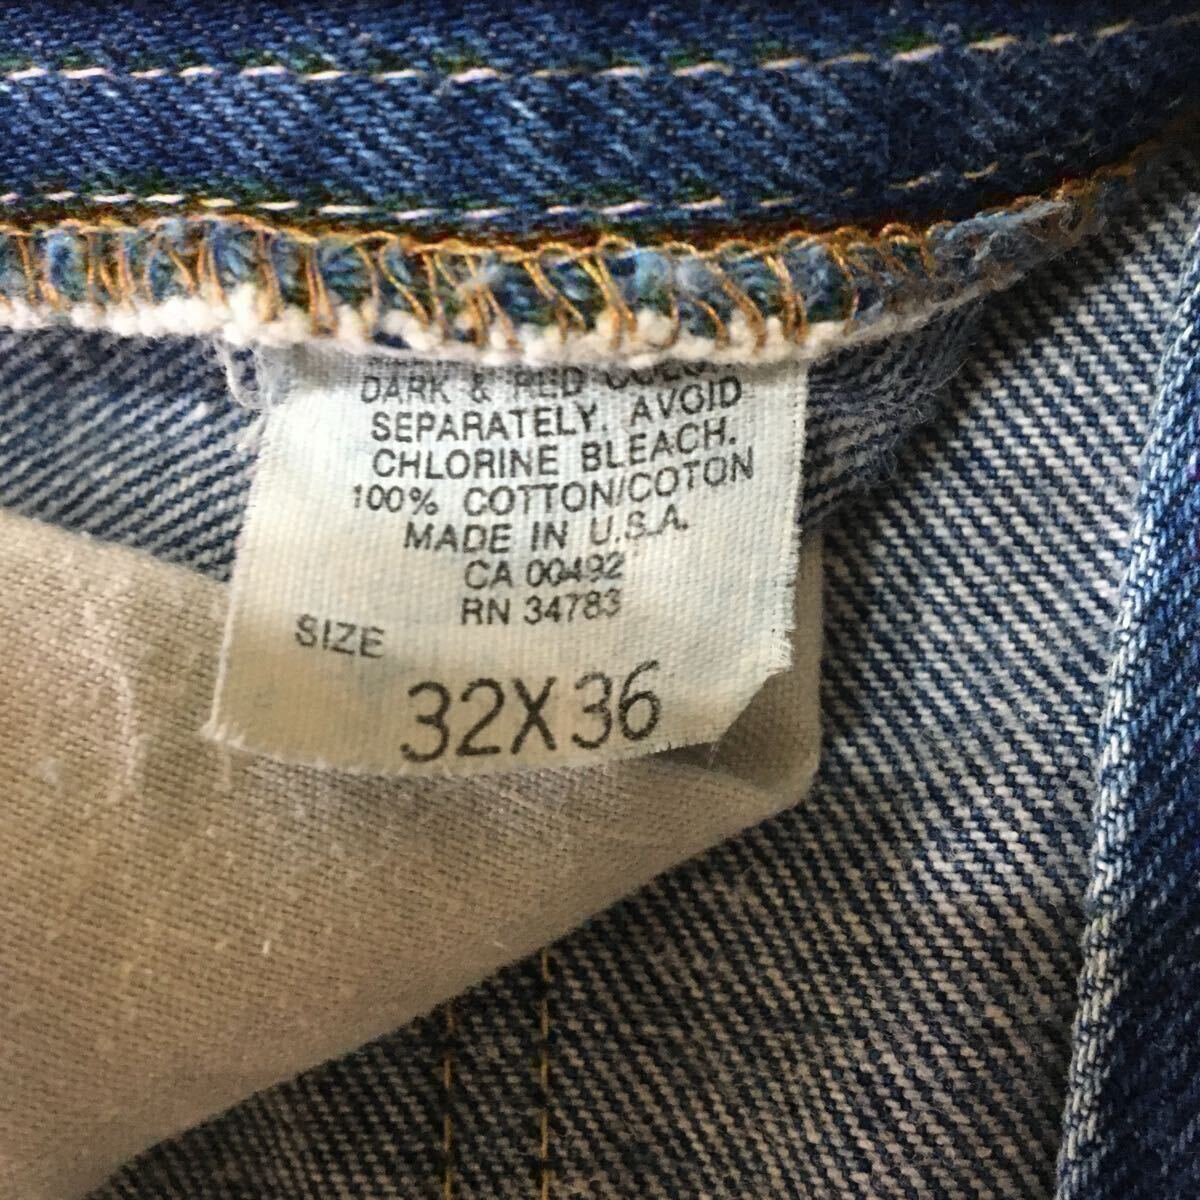 DARK & RED
SEPARATELY. AVOID
CHLORINE BLEACH.
100% COTTON/COTON
MADE IN U.S.A.
CA 00492
RN 34783
SIZE
32X36